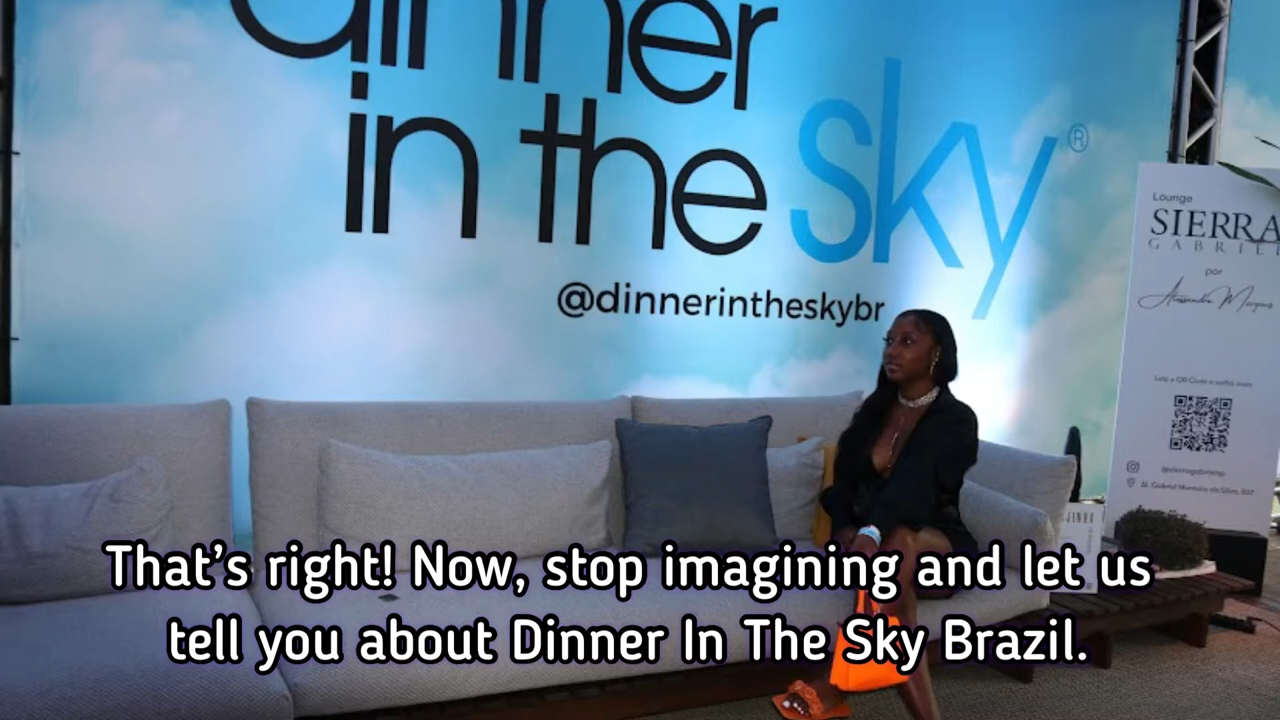 dinner
in the sky®
@dinnerintheskybr
Lounge
SIERRA
por
@sierragabrielsp
That's right! Now, stop imagining and let us
tell you about Dinner In The Sky Brazil.